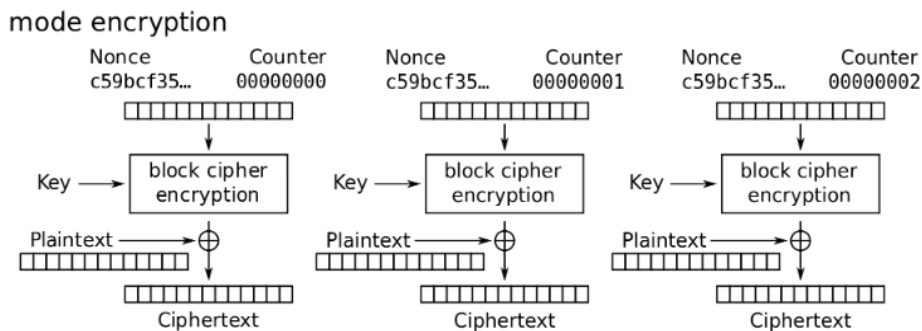 mode encryption
Nonce Counter Nonce Counter Nonce Counter
c59bcf35… 00000000 c59bcf35… 00000001 c59bcf35… 00000002
block cipher block cipher block cipher
Key Key Key
encryption encryption encryption
Plaintext Plaintext Plaintext
Ciphertext Ciphertext Ciphertext